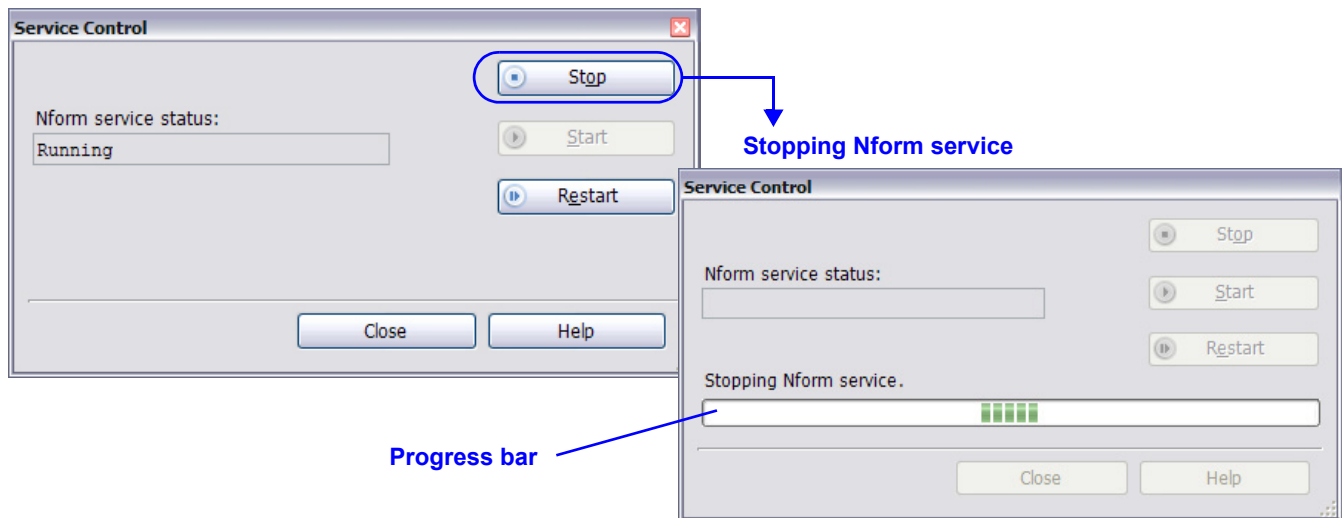 Service Control
Stop
Nform service status:
Running
Start
Restart
Close
Help
Stopping Nform service
Service Control
Stop
Nform service status:
Start
Restart
Stopping Nform service.
Progress bar
Close
Help